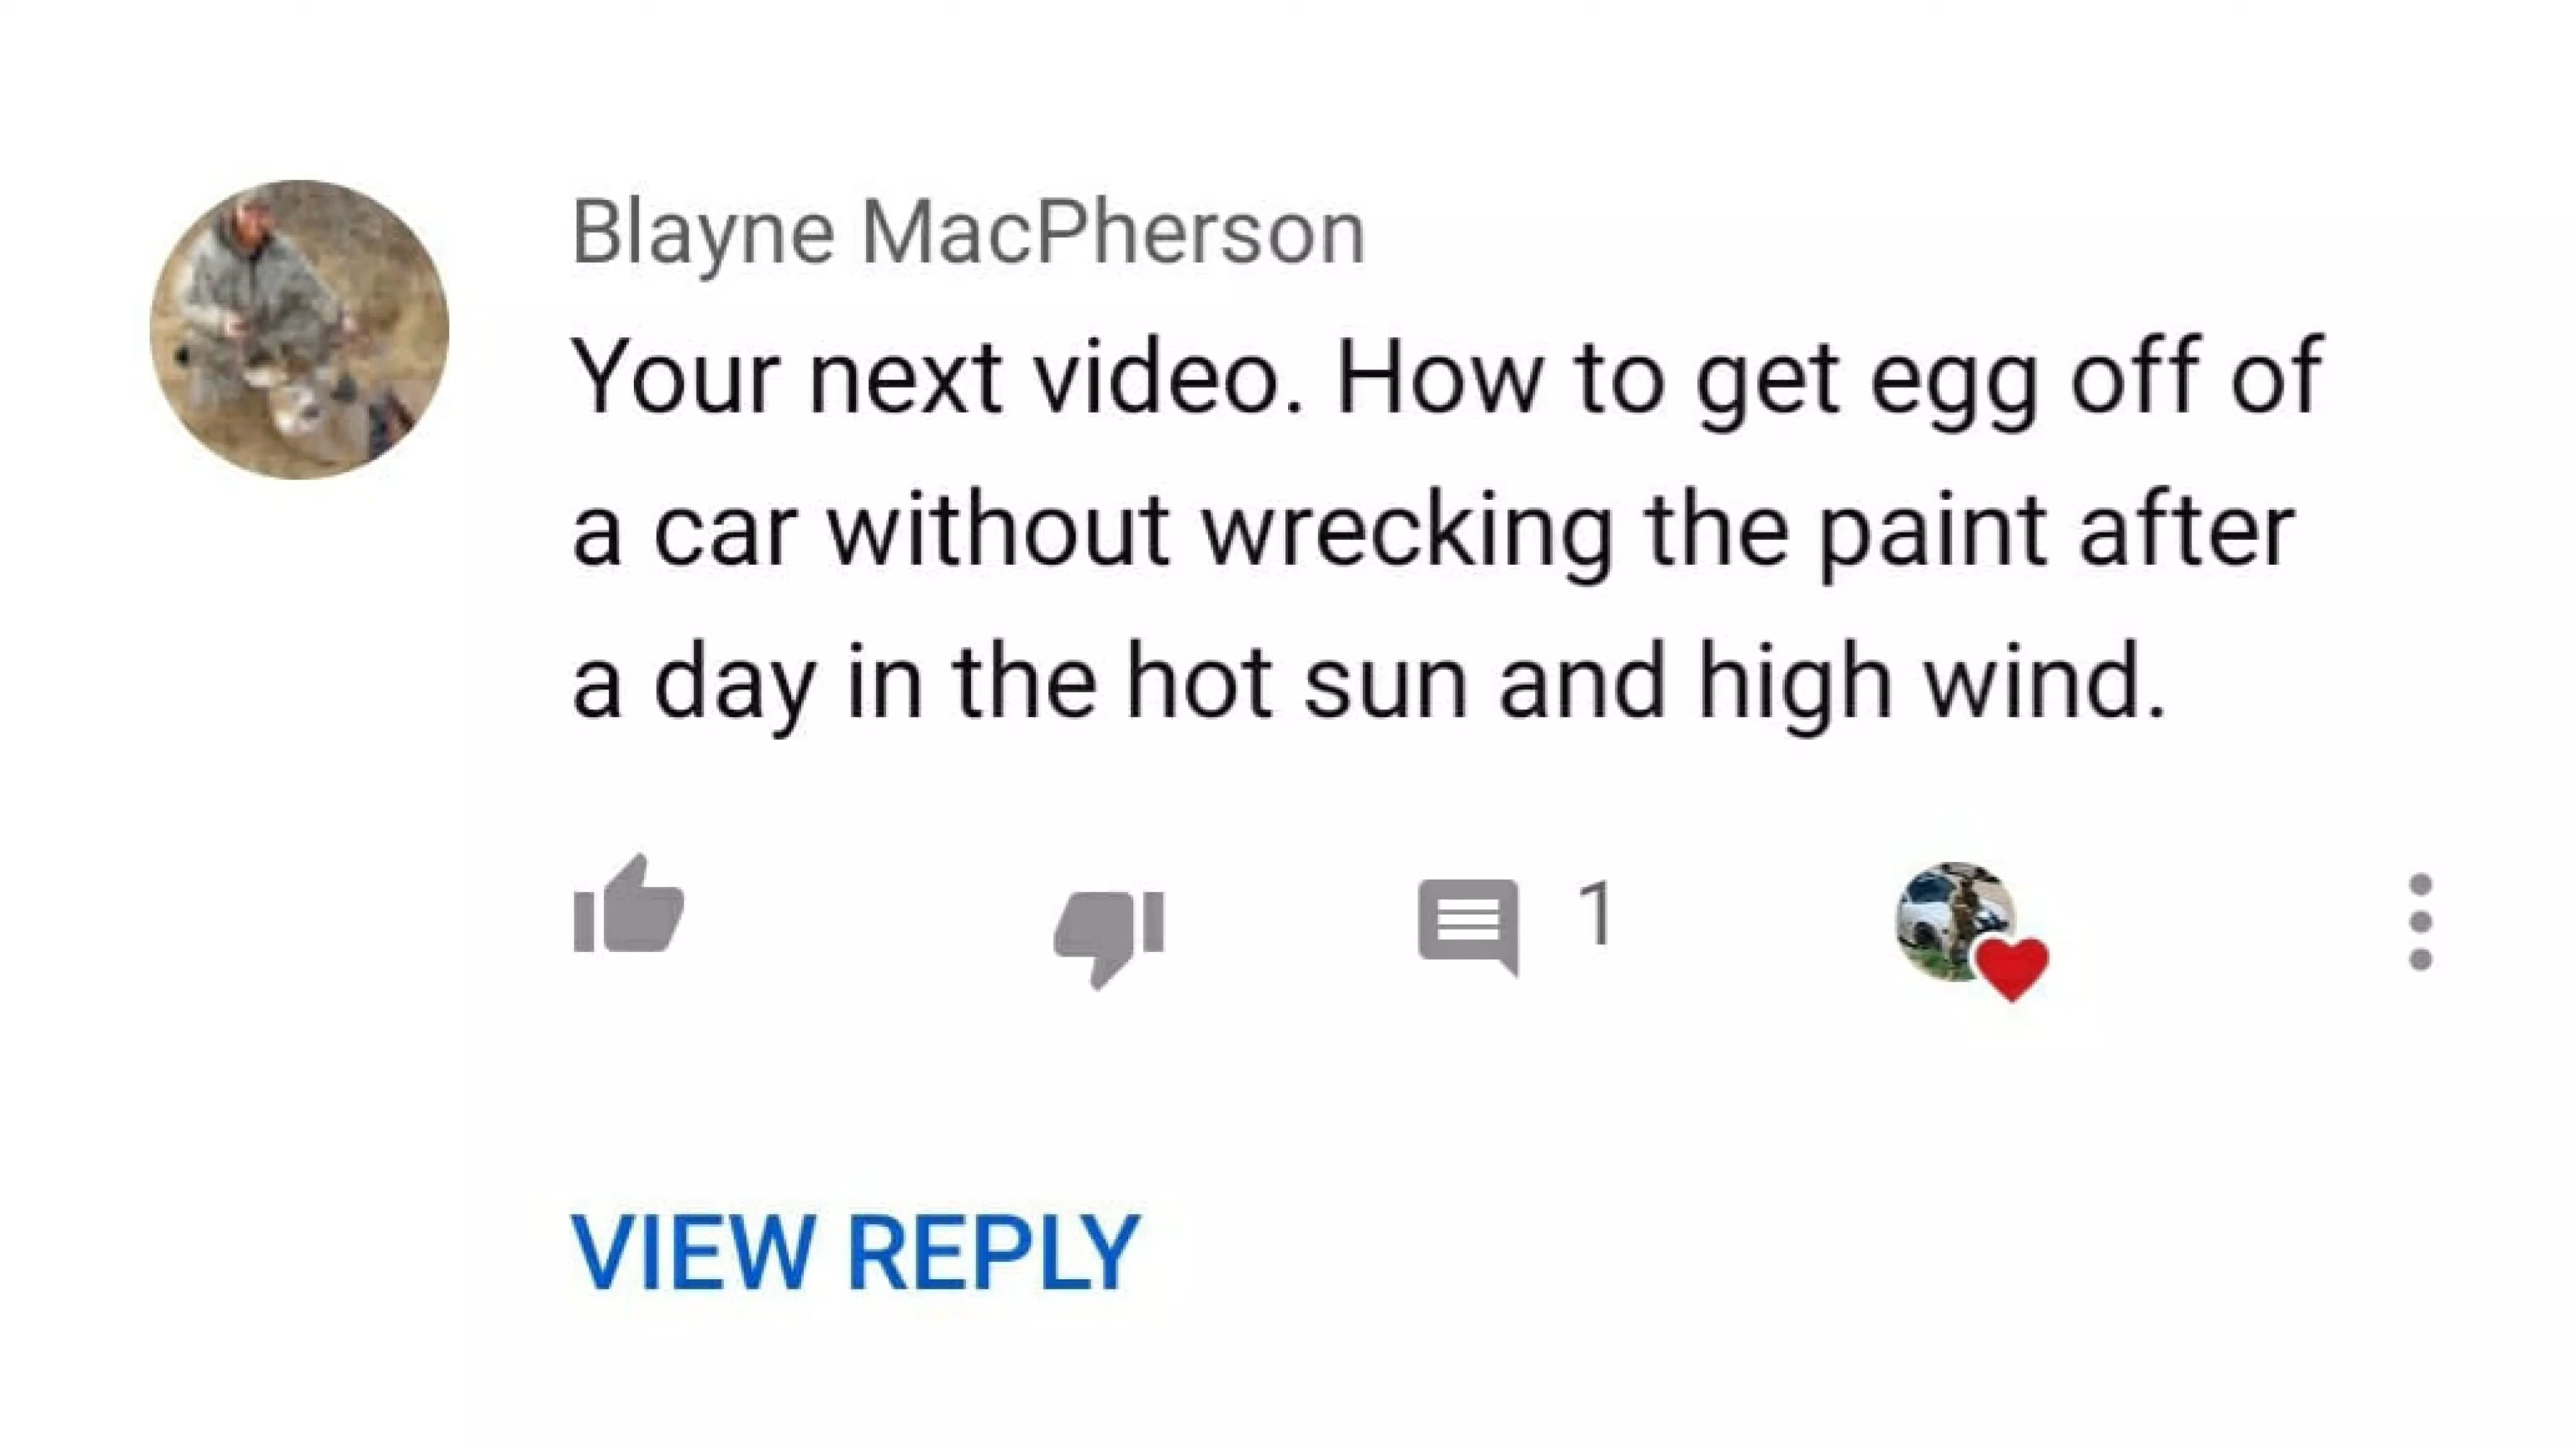 Blayne MacPherson
Your next video. How to get egg off of
a car without wrecking the paint after
a day in the hot sun and high wind.
1
VIEW REPLY